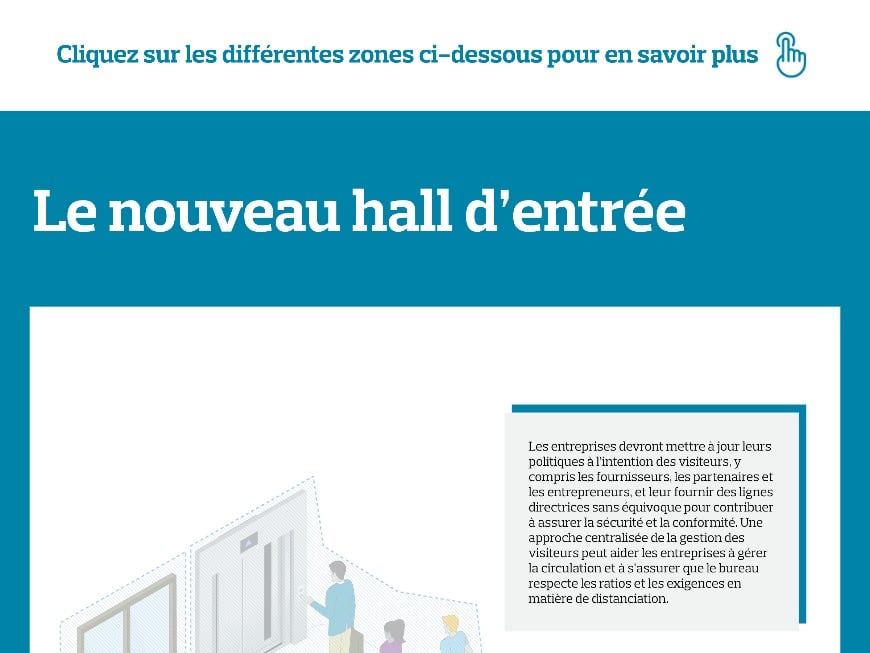 Cliquez sur les différentes zones ci-dessous pour en savoir plus
Le nouveau hall d’entrée
Les entreprises devront mettre à jour leurs
politiques à l’intention des visiteurs, y
compris les fournisseurs, les partenaires et
les entrepreneurs, et leur fournir des lignes
directrices sans équivoque pour contribuer
à assurer la sécurité et la conformité. Une
approche centralisée de la gestion des
visiteurs peut aider les entreprises à gérer
la circulation et à s’assurer que le bureau
respecte les ratios et les exigences en
matière de distanciation.